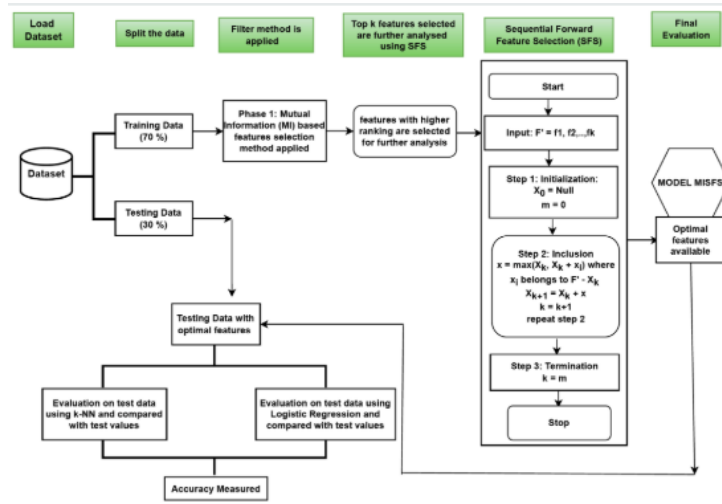 Load
Dataset
Split the data
Filter method is
applied
Top k features selected
are further analysed
using SFS
Sequential Forward
Feature Selection (SFS)
Final
Evaluation
Dataset
Training Data
(70 %)
Testing Data
(30 %)
Phase 1: Mutual
Information (MI) based
features selection
method applied
features with higher
ranking are selected
for further analysis
Start
Input: F' = f1, f2,..,fk
Step 1: Initialization:
X0 = Null
m = 0
Step 2: Inclusion
x = max(Xk, Xk + xi) where
xi belongs to F' - Xk
Xk+1 = Xk + x
k = k+1
repeat step 2
Step 3: Termination
k = m
Stop
MODEL MISFS
Optimal
features
available
Testing Data with
optimal features
Evaluation on test data
using k-NN and compared
with test values
Evaluation on test data using
Logistic Regression and
compared with test values
Accuracy Measured